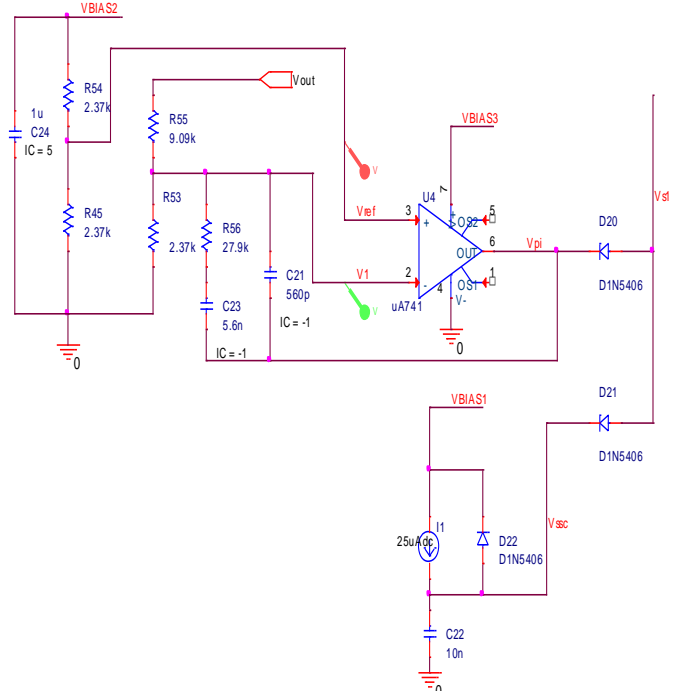 VBIAS2
R54
2.37k
1u
C24
IC = 5
Vout
R55
9.09k
VBIAS3
V
R45
2.37k
R53
2.37k
R56
27.9k
Vref
U4
7
3
+
V+
OS2
5
OUT
6
Vpi
D20
D1N5406
Vs1
C21
560p
IC = -1
V1
2
-
4
OS1
1
V-
uA741
V
C23
5.6n
IC = -1
0
0
D21
D1N5406
VBIAS1
I1
25uAdc
D22
D1N5406
Vssc
C22
10n
0